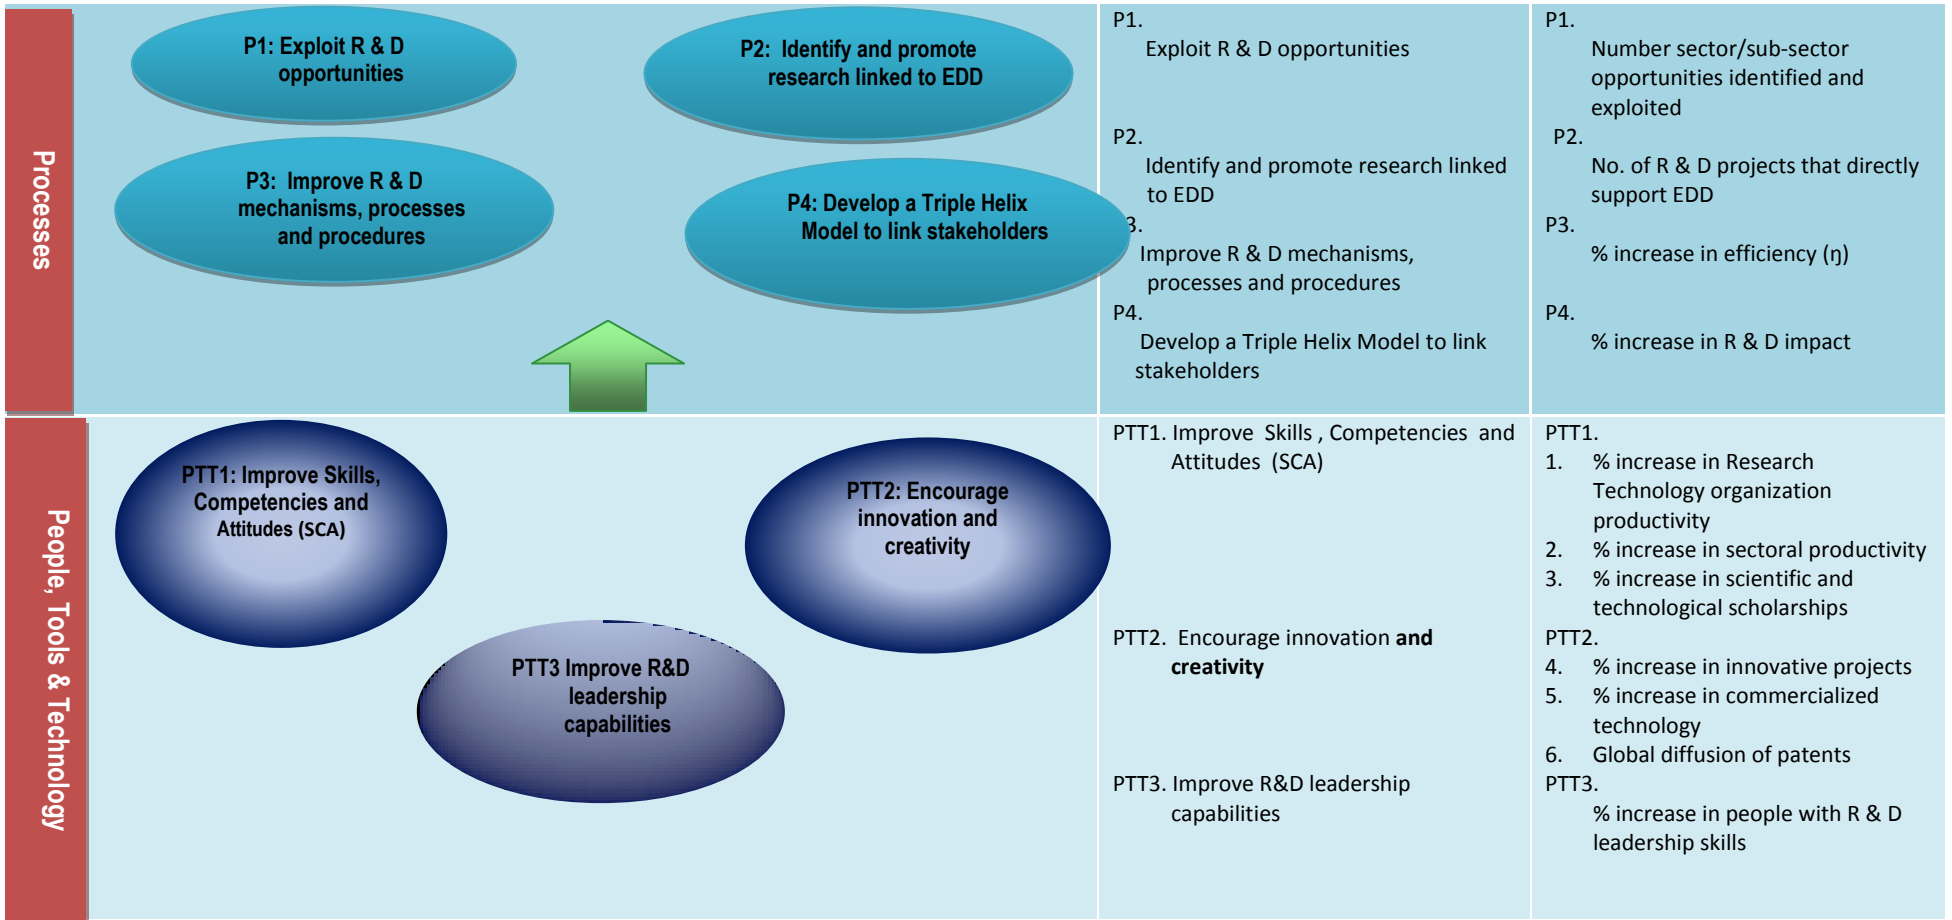 Processes
P1: Exploit R & D
opportunities
P2: Identify and promote
research linked to EDD
P3: Improve R & D
mechanisms, processes
and procedures
P4: Develop a Triple Helix
Model to link stakeholders
P1.
Exploit R & D opportunities
P2.
Identify and promote research linked
to EDD
3.
Improve R & D mechanisms,
processes and procedures
P4.
Develop a Triple Helix Model to link
stakeholders
P1.
Number sector/sub-sector
opportunities identified and
exploited
P2.
No. of R & D projects that directly
support EDD
P3.
% increase in efficiency (ŋ)
P4.
% increase in R & D impact
People, Tools & Technology
PTT1: Improve Skills,
Competencies and
Attitudes (SCA)
PTT2: Encourage
innovation and
creativity
PTT3 Improve R&D
leadership
capabilities
PTT1. Improve Skills , Competencies and
Attitudes (SCA)
PTT2. Encourage innovation and
creativity
PTT3. Improve R&D leadership
capabilities
PTT1.
1. % increase in Research
Technology organization
productivity
2. % increase in sectoral productivity
3. % increase in scientific and
technological scholarships
PTT2.
4. % increase in innovative projects
5. % increase in commercialized
technology
6. Global diffusion of patents
PTT3.
% increase in people with R & D
leadership skills